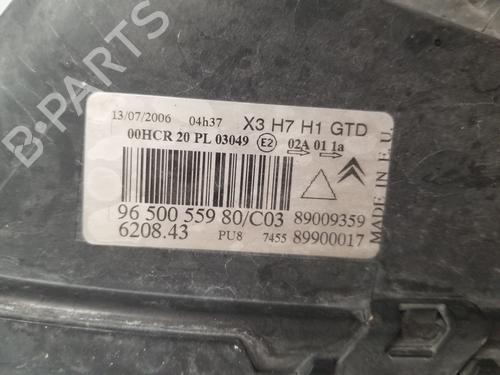 13/07/2006 04h37 X3 H7 H1 GTD
00HCR 20 PL 03049 E2 02A 01 1a
96 500 559 80/C03 89009359
6208.43 PU8 7455 89900017
MADE IN E.U.
B-PARTS